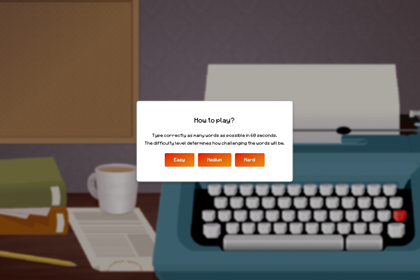 How to play?
Type correctly as many words as possible in 60 seconds.
The difficulty level determines how challenging the words will be.
Easy
Medium
Hard